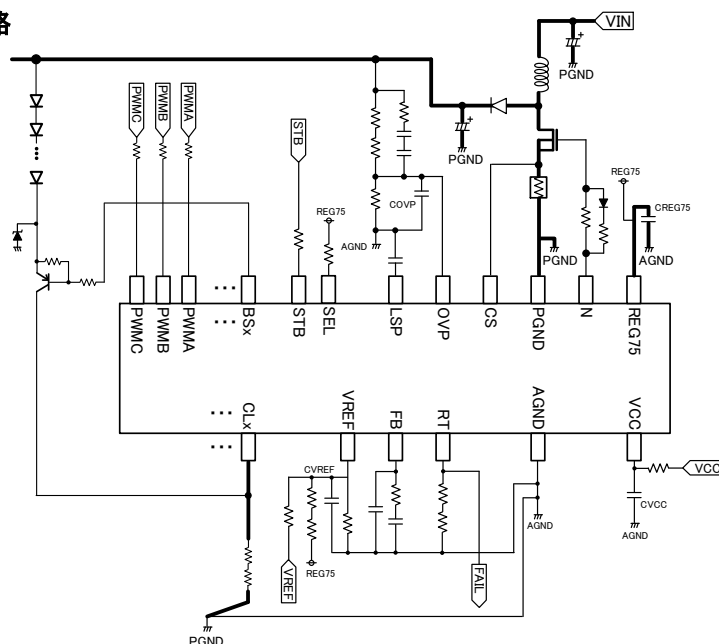 路
VIN
PGND
PWMC
PWMB
PWMA
STB
REG75
COVP
AGND
PGND
REG75
CREG75
PGND
AGND
... 
PWMC
PWMB
PWMA
BSx
STB
SEL
LSP
OVP
CS
PGND
N
REG75
...
CLx
VREF
FB
RT
AGND
VCC
...
CVREF
VCC
CVCC
AGND
AGND
REG75
VREF
FAIL
PGND